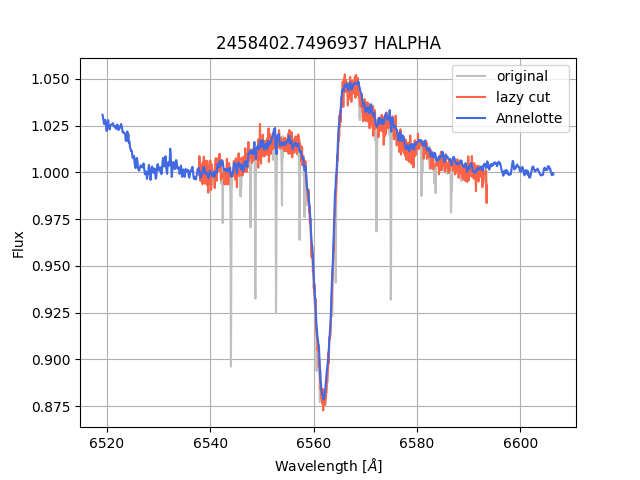 2458402.7496937 HALPHA
original
lazy cut
Annelotte
Flux
1.050
1.025
1.000
0.975
0.950
0.925
0.900
0.875
6520 6540 6560 6580 6600
Wavelength [Å]